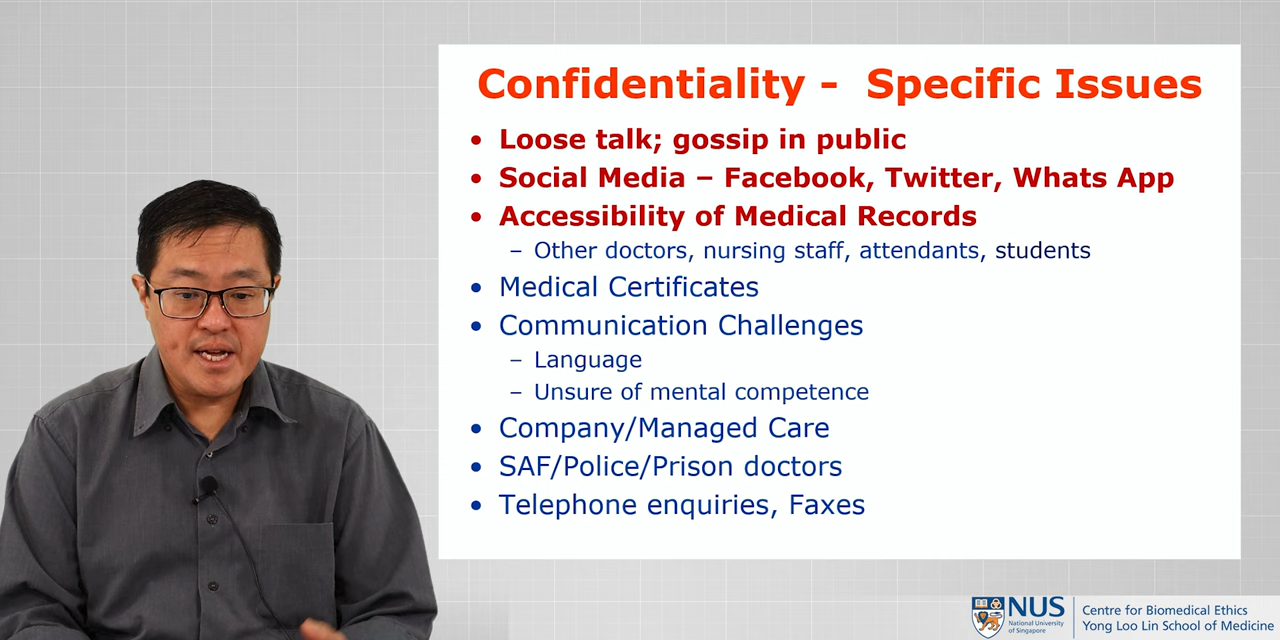 Confidentiality -  Specific Issues
• Loose talk; gossip in public
• Social Media – Facebook, Twitter, Whats App
• Accessibility of Medical Records
– Other doctors, nursing staff, attendants, students
• Medical Certificates
• Communication Challenges
– Language
– Unsure of mental competence
• Company/Managed Care
• SAF/Police/Prison doctors
• Telephone enquiries, Faxes
NUS
National University
of Singapore
Centre for Biomedical Ethics
Yong Loo Lin School of Medicine